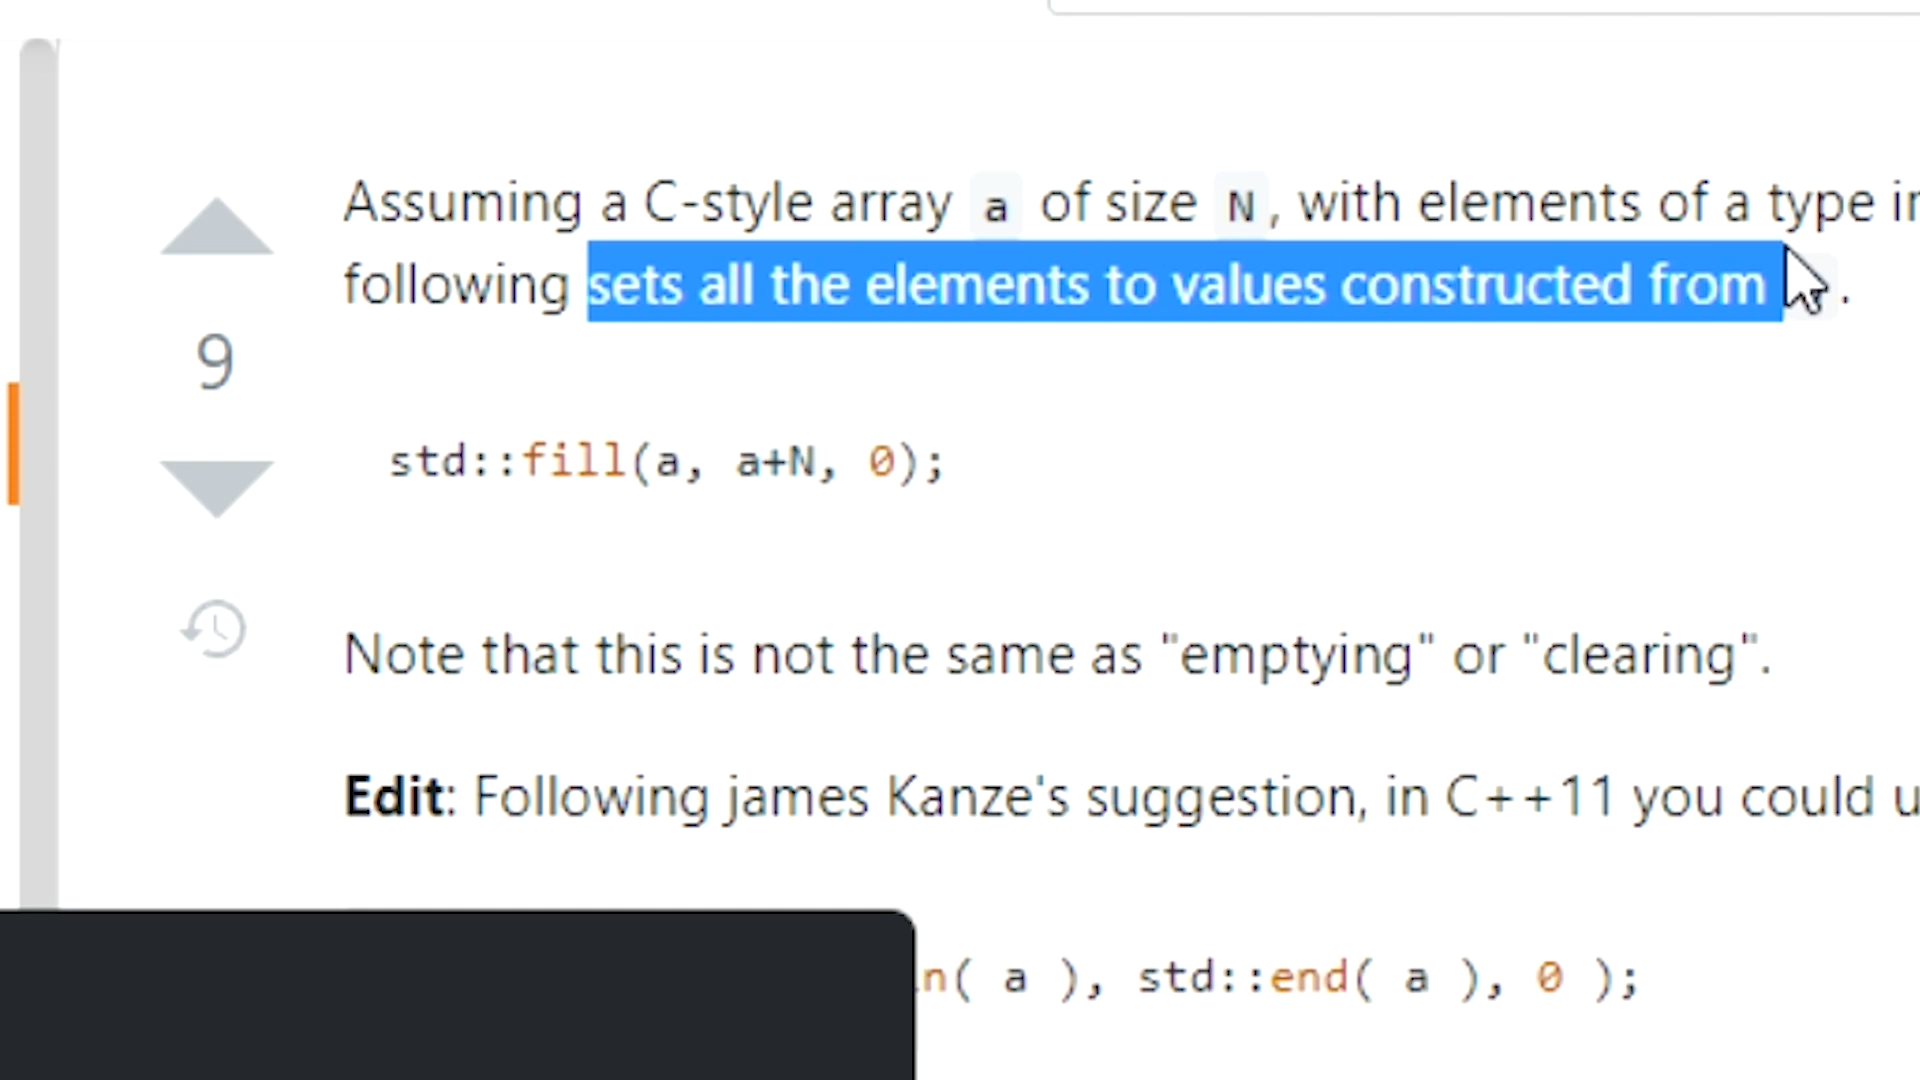 Assuming a C-style array a of size N, with elements of a type
following sets all the elements to values constructed from .
9
std::fill(a, a+N, 0);
Note that this is not the same as "emptying" or "clearing".
Edit: Following james Kanze's suggestion, in C++11 you could
n( a ), std::end( a ), 0 );